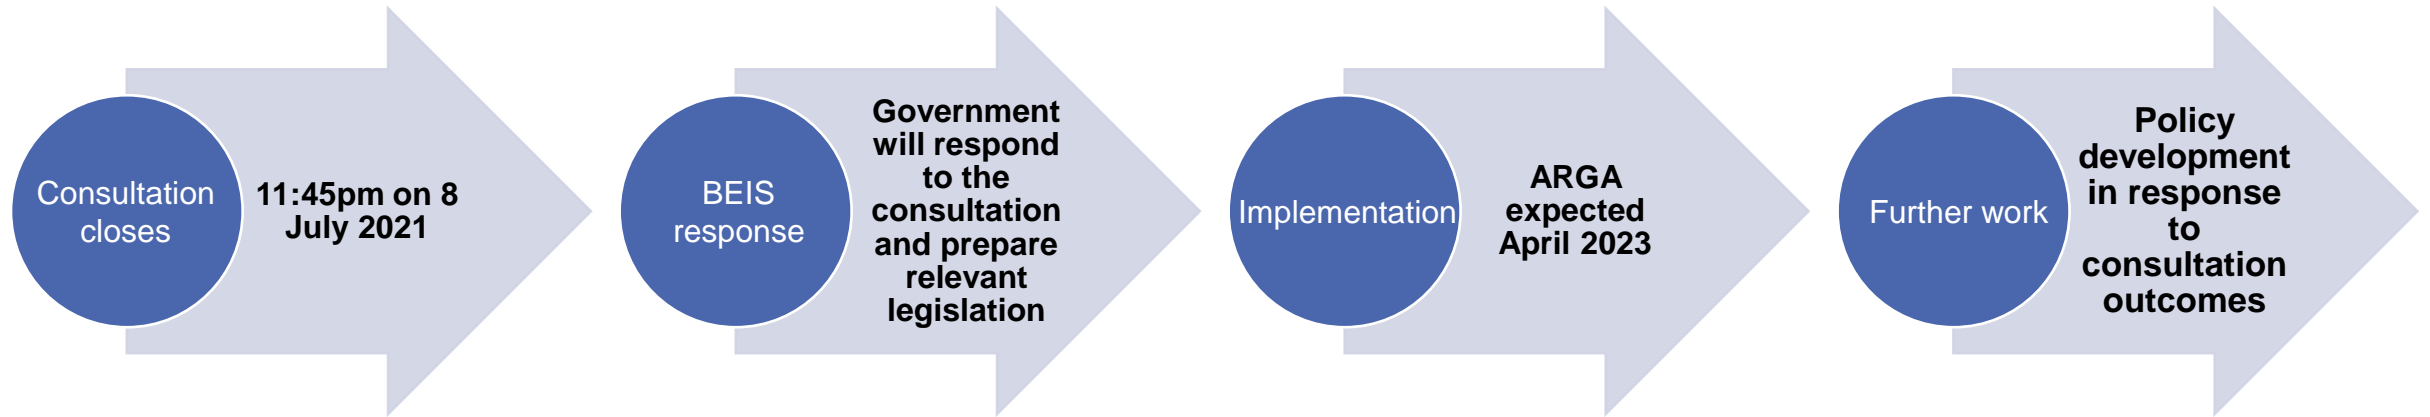 Consultation
closes
11:45pm on 8
July 2021
BEIS
response
Government
will respond
to the
consultation
and prepare
relevant
legislation
Implementation
ARGA
expected
April 2023
Further work
Policy
development
in response
to
consultation
outcomes